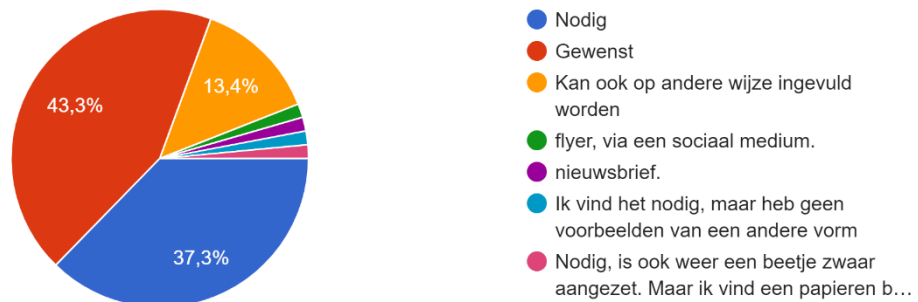 43,3%
13,4%
37,3%
Nodig
Gewenst
Kan ook op andere wijze ingevuld
worden
flyer, via een sociaal medium.
nieuwsbrief.
Ik vind het nodig, maar heb geen
voorbeelden van een andere vorm
Nodig, is ook weer een beetje zwaar
aangezet. Maar ik vind een papieren b…